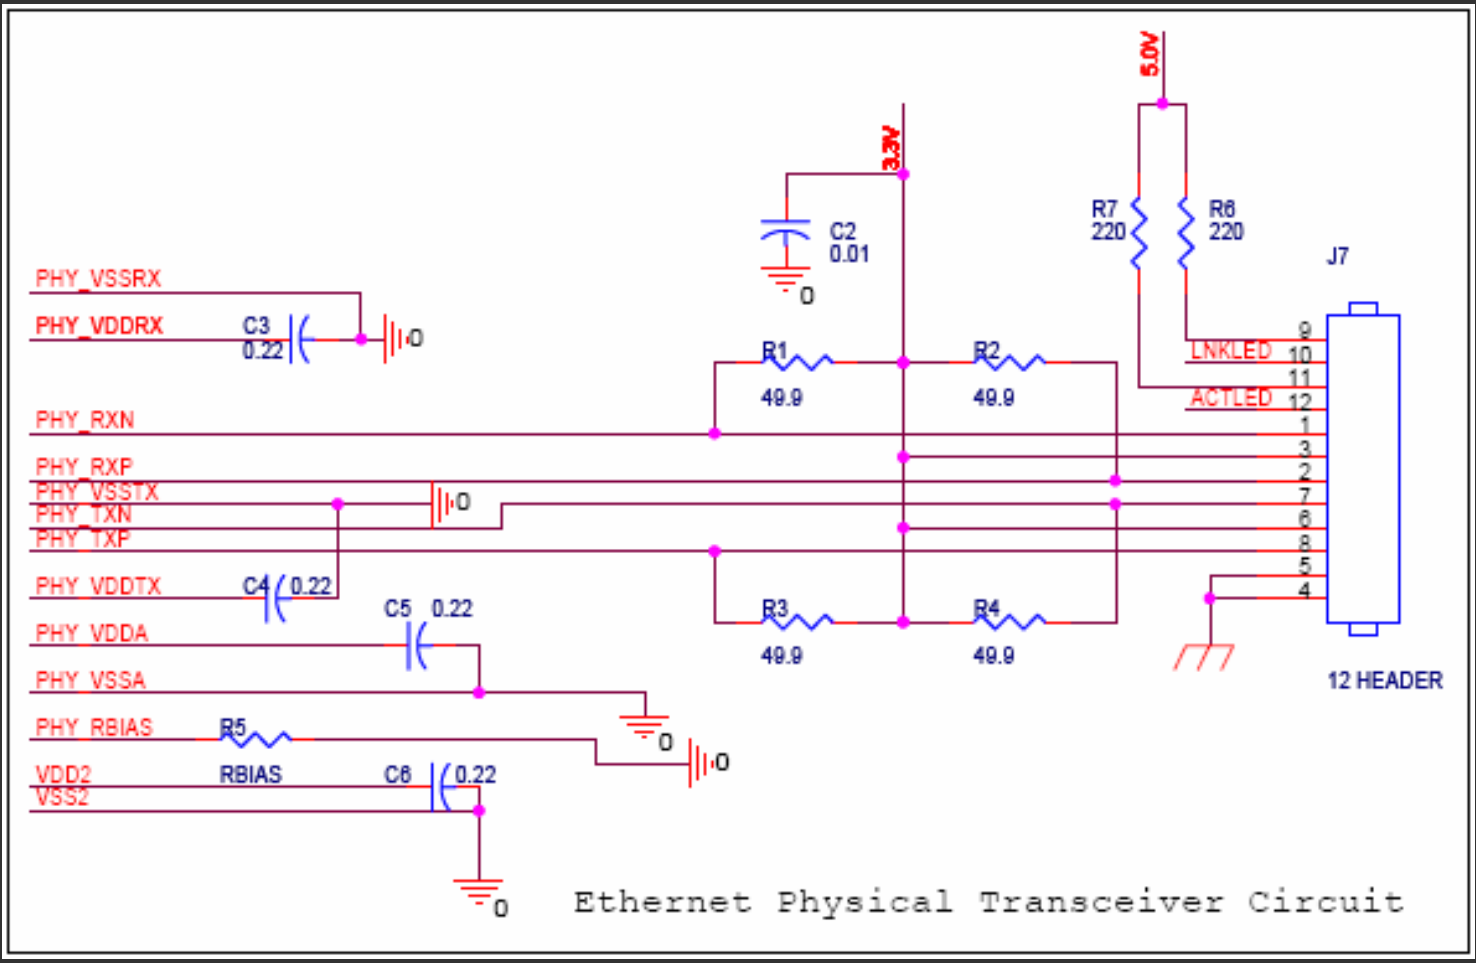 5.0V
3.3V
R7
220
R6
220
C2
0.01
0
J7
PHY_VSSRX
PHY_VDDRX
C3
0.22
0
R1
49.9
R2
49.9
9
LNKLED 10
11
ACTLED 12
1
3
2
7
6
8
5
4
PHY_RXN
PHY_RXP
PHY_VSSTX
0
PHY_TXN
PHY_TXP
PHY_VDDTX
C4 0.22
C5 0.22
R3
49.9
R4
49.9
PHY_VDDA
PHY_VSSA
12 HEADER
PHY_RBIAS
R5
RBIAS
0
0
VDD2
VSS2
C6 0.22
0
Ethernet Physical Transceiver Circuit